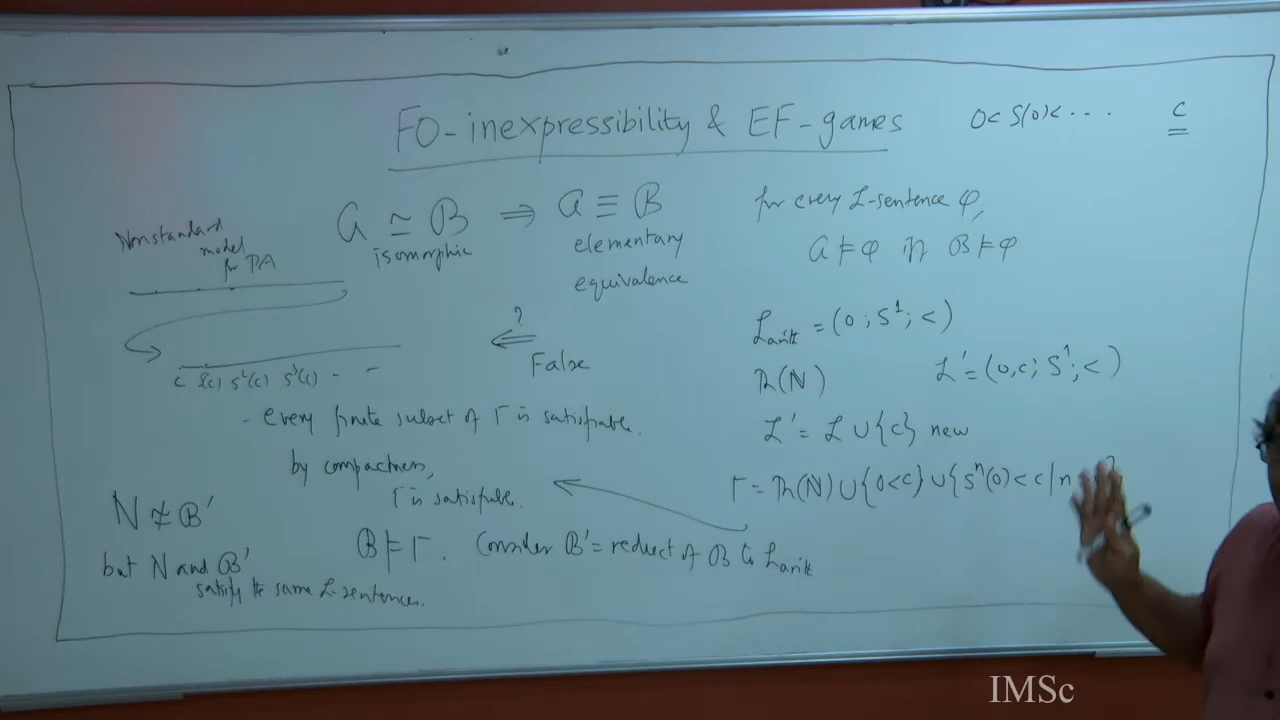 FO-inexpressibility & EF-games
0 < S(0) < ....
c
𝒜 ≃ ℬ ⇒ 𝒜 ≡ ℬ
isomorphic
elementary
equivalence
for every L-sentence φ,
𝒜 ⊨ φ iff ℬ ⊨ φ
Nonstandard
model
for PA
c S(c) S²(c) S³(c) - -
?
⇐
False
L_arith = (0; S¹; <)
Th(N)
L' = (0,c; S¹; <)
L' = L ∪ {c} new
Γ = Th(N) ∪ {0<c} ∪ {Sⁿ(0) < c | n
- every finite subset of Γ is satisfiable.
by compactness,
Γ is satisfiable.
ℬ ⊨ Γ. Consider ℬ' = reduct of ℬ to L_arith
N ≄ ℬ'
but N and ℬ'
satisfy the same L-sentences.
IMSc